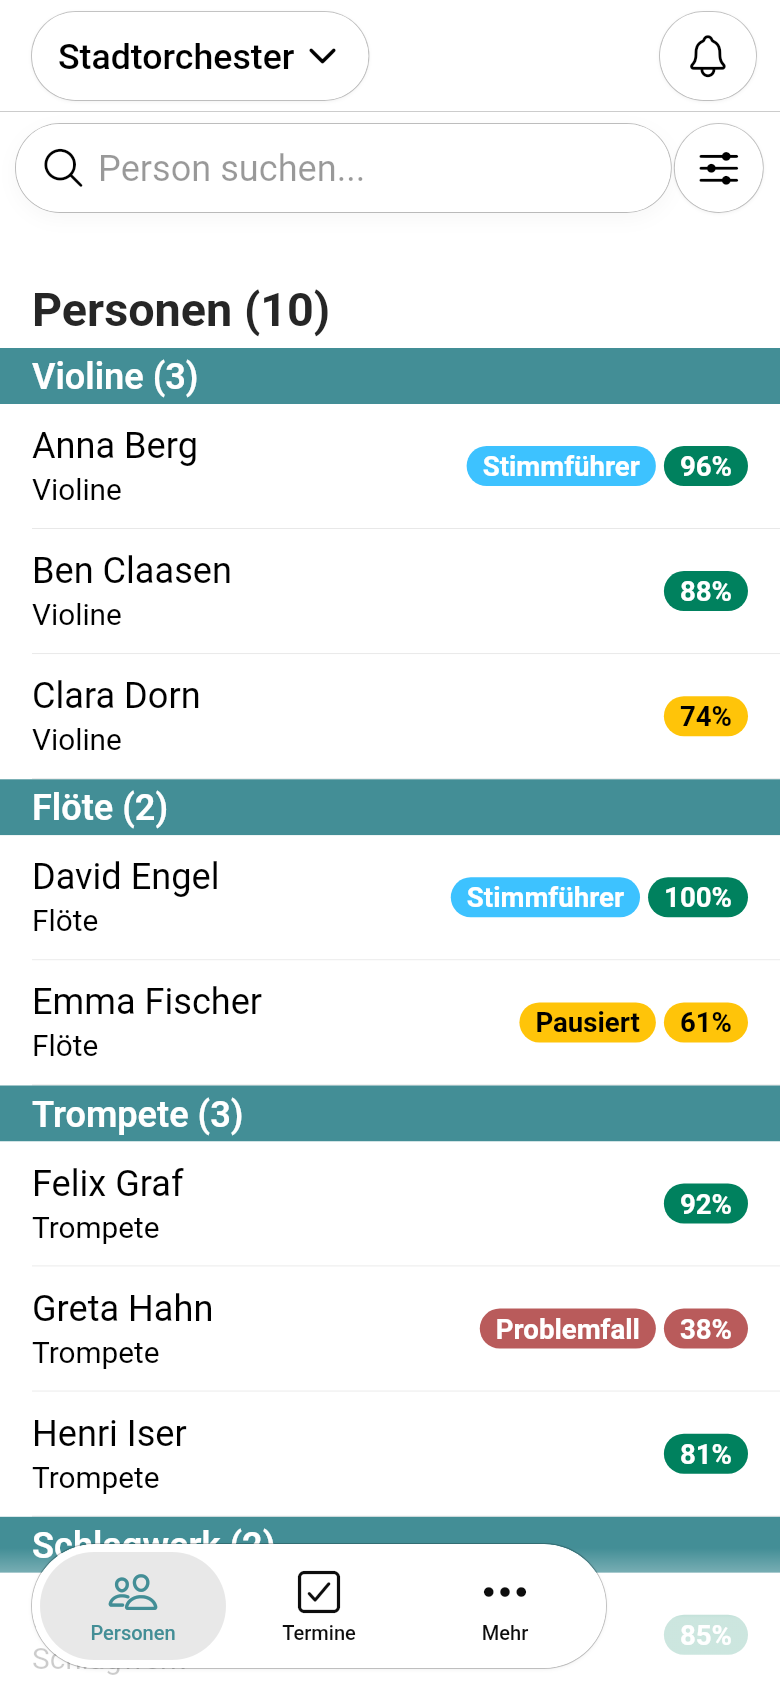 Stadtorchester
Person suchen...
Personen (10)
Violine (3)
Anna Berg
Violine
Stimmführer 96%
Ben Claasen
Violine
88%
Clara Dorn
Violine
74%
Flöte (2)
David Engel
Flöte
Stimmführer 100%
Emma Fischer
Flöte
Pausiert 61%
Trompete (3)
Felix Graf
Trompete
92%
Greta Hahn
Trompete
Problemfall 38%
Henri Iser
Trompete
81%
Schlagwerk (2)
85%
Personen Termine Mehr